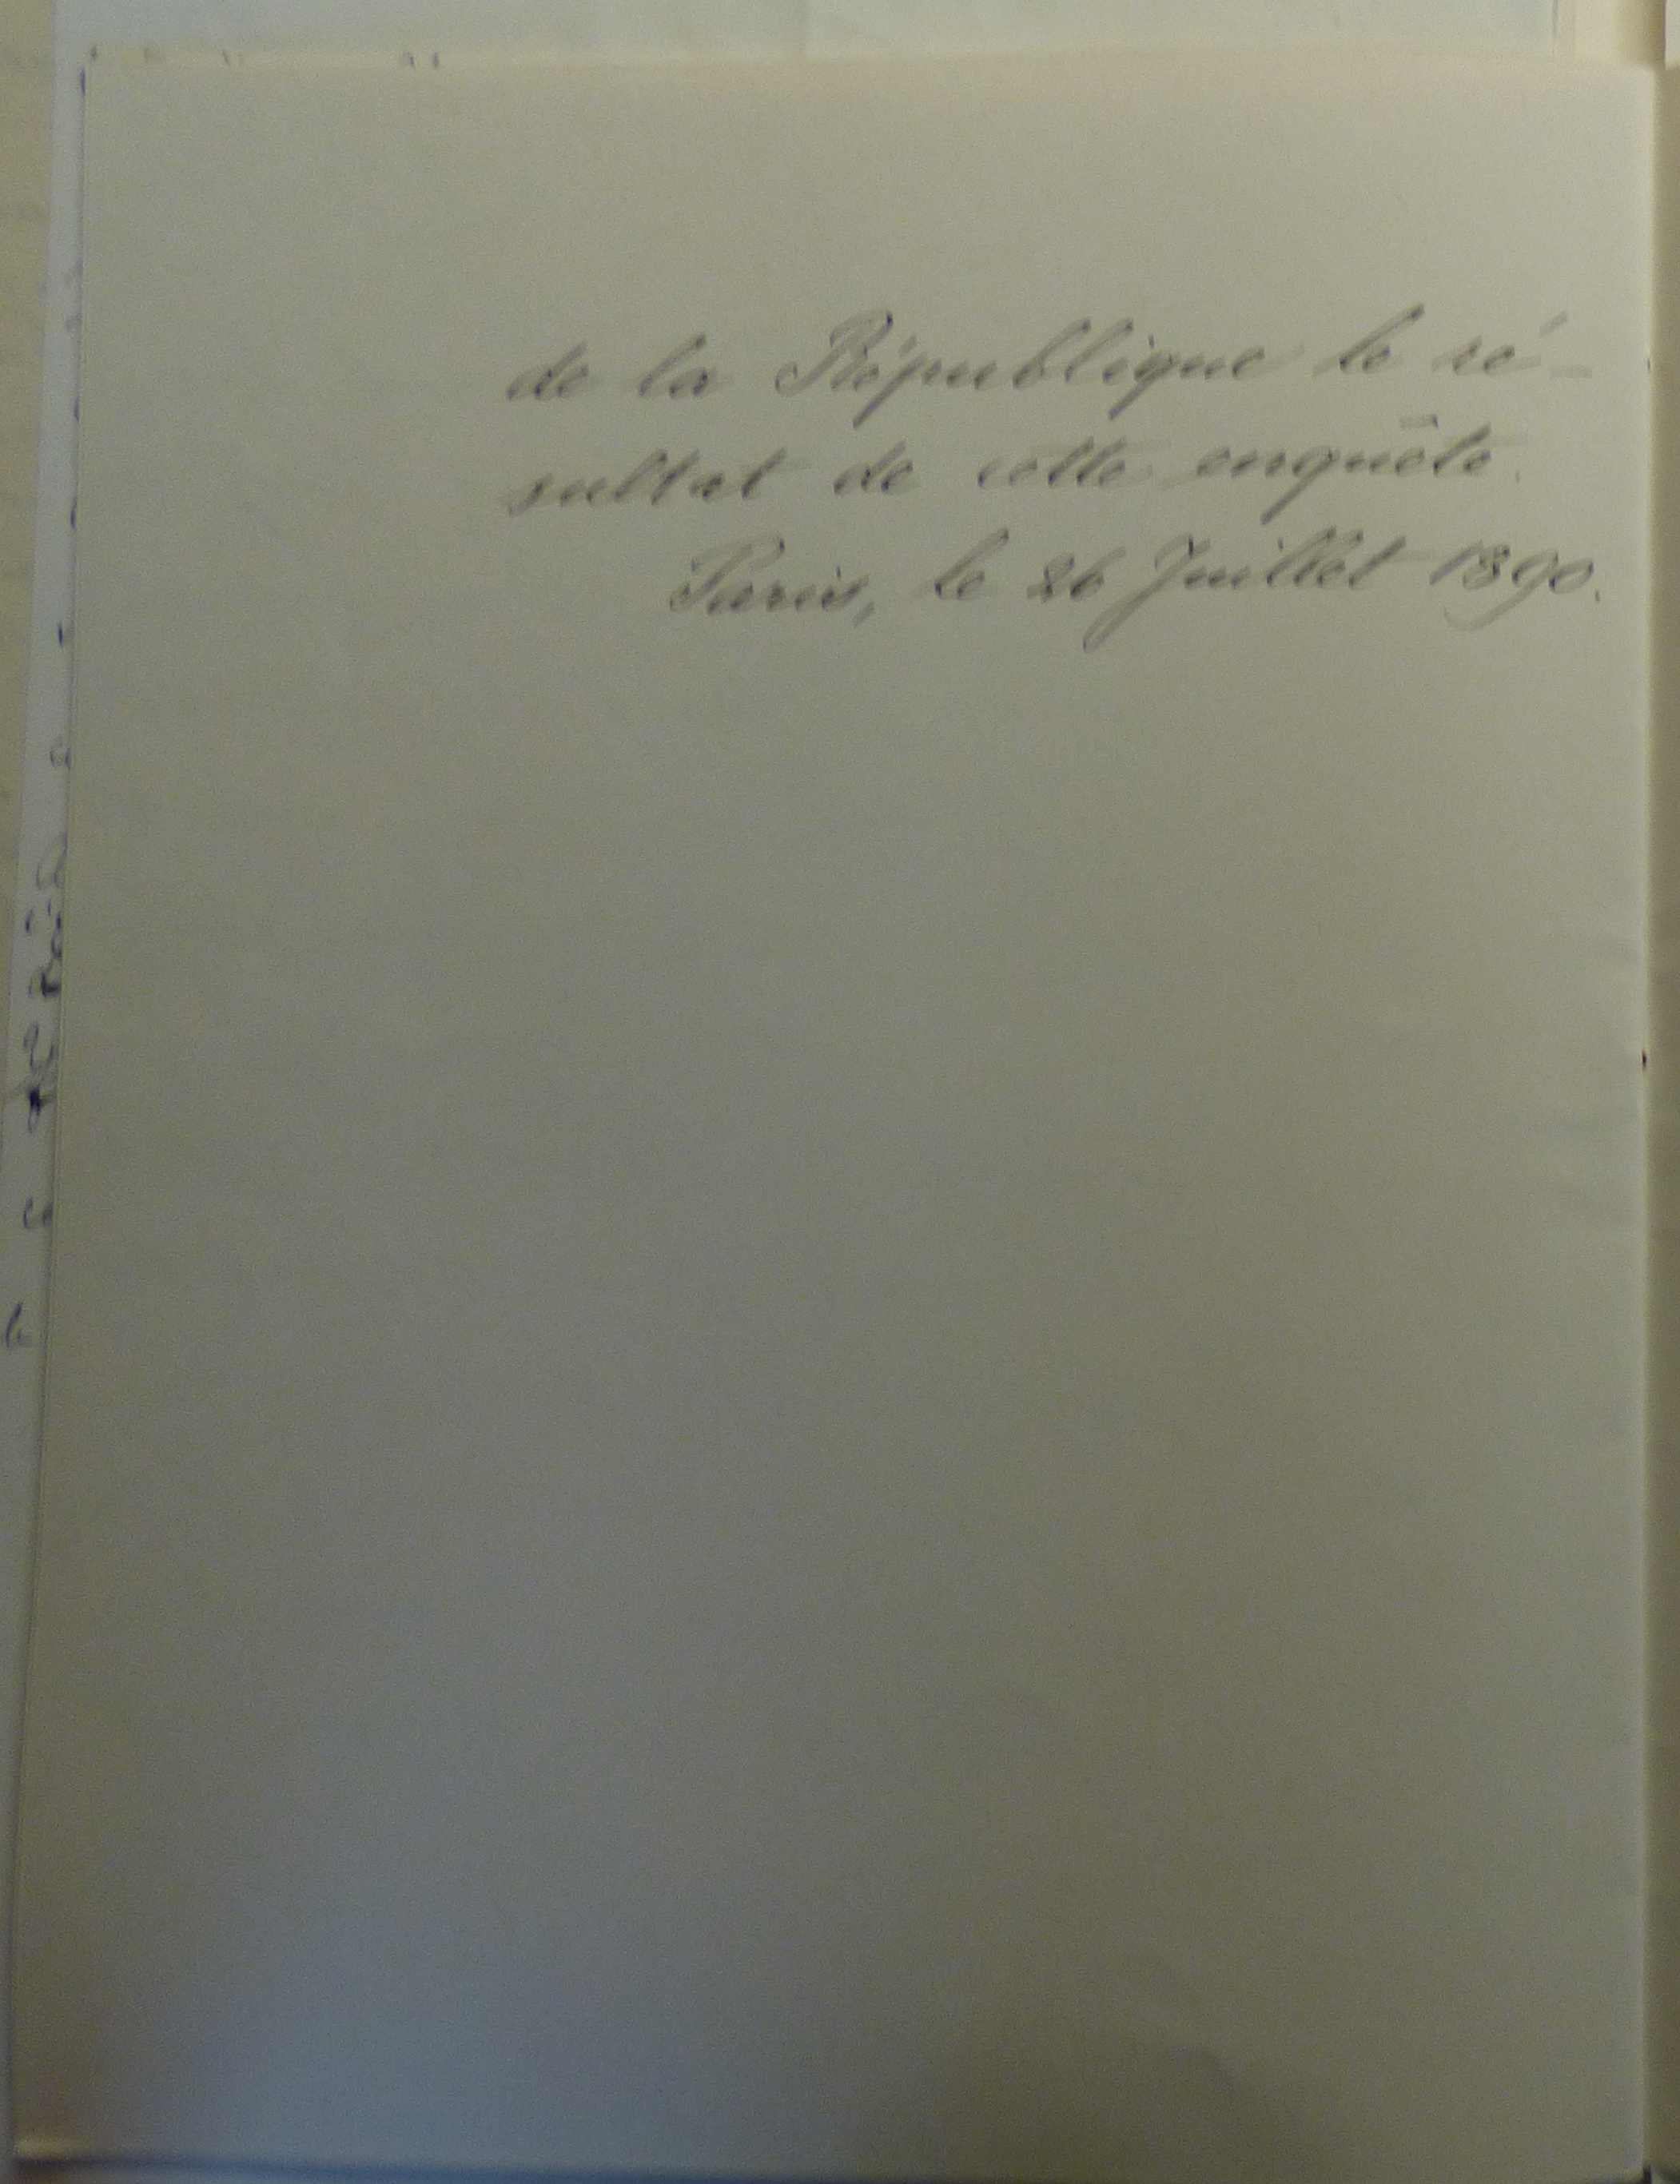 de la République le ré-
sultat de cette enquête.
Paris, le 26 Juillet 1890.